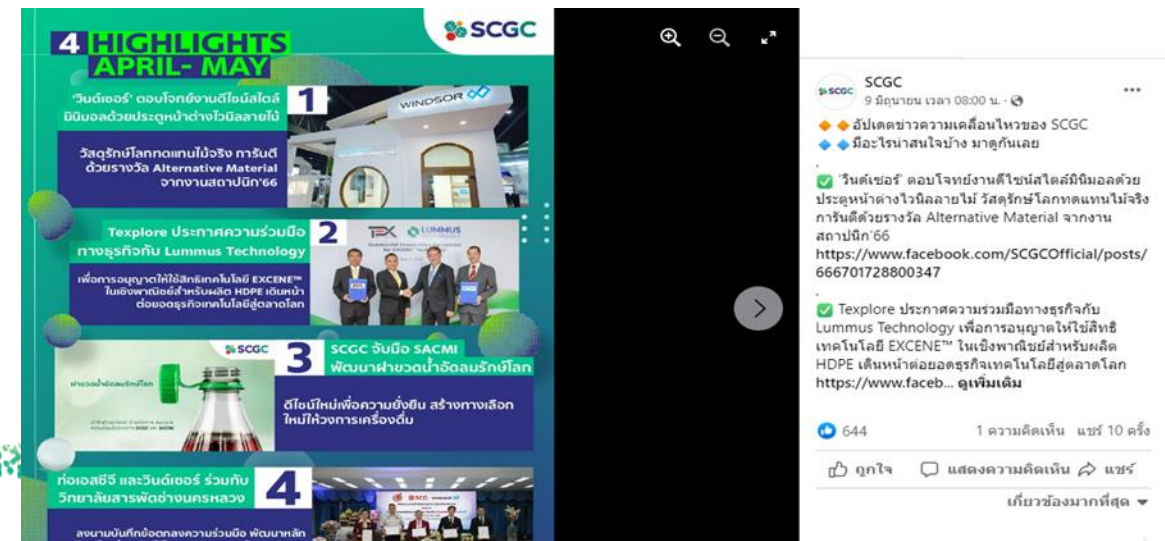 4 HIGHLIGHTS
APRIL- MAY
SCGC
'วินด์เซอร์' ตอบโจทย์งานดีไซน์สไตล์
มินิมอลด้วยประตูหน้าต่างไวนิลลายไม้
1
WINDSOR
วัสดุรักษ์โลกทดแทนไม้จริง การันตี
ด้วยรางวัล Alternative Material
จากงานสถาปนิก'66
Texplore ประกาศความร่วมมือ
ทางธุรกิจกับ Lummus Technology
2
TEX
LUMMUS
TECHNOLOGY
เพื่อการอนุญาตให้ใช้สิทธิเทคโนโลยี EXCENE™
ในเชิงพาณิชย์สำหรับผลิต HDPE เดินหน้า
ต่อยอดธุรกิจเทคโนโลยีสู่ตลาดโลก
SCGC
ฝาขวดน้ำอัดลมรักษ์โลก
3
SCGC จับมือ SACMI
พัฒนาฝาขวดน้ำอัดลมรักษ์โลก
ดีไซน์ใหม่เพื่อความยั่งยืน สร้างทางเลือก
ใหม่ให้วงการเครื่องดื่ม
ท่อเอสซีจี และวินด์เซอร์ ร่วมกับ
วิทยาลัยสารพัดช่างนครหลวง
4
SCG
WINDSOR
ลงนามบันทึกข้อตกลงความร่วมมือ พัฒนาหลัก
SCGC
SCGC
9 มิถุนายน เวลา 08:00 น. ·
อัปเดตข่าวความเคลื่อนไหวของ SCGC
มีอะไรน่าสนใจบ้าง มาดูกันเลย
.
'วินด์เซอร์' ตอบโจทย์งานดีไซน์สไตล์มินิมอลด้วย
ประตูหน้าต่างไวนิลลายไม้ วัสดุรักษ์โลกทดแทนไม้จริง
การันตีด้วยรางวัล Alternative Material จากงาน
สถาปนิก'66
https://www.facebook.com/SCGCOfficial/posts/
666701728800347
.
Texplore ประกาศความร่วมมือทางธุรกิจกับ
Lummus Technology เพื่อการอนุญาตให้ใช้สิทธิ
เทคโนโลยี EXCENE™ ในเชิงพาณิชย์สำหรับผลิต
HDPE เดินหน้าต่อยอดธุรกิจเทคโนโลยีสู่ตลาดโลก
https://www.faceb... ดูเพิ่มเติม
644
1 ความคิดเห็น แชร์ 10 ครั้ง
ถูกใจ แสดงความคิดเห็น แชร์
เกี่ยวข้องมากที่สุด